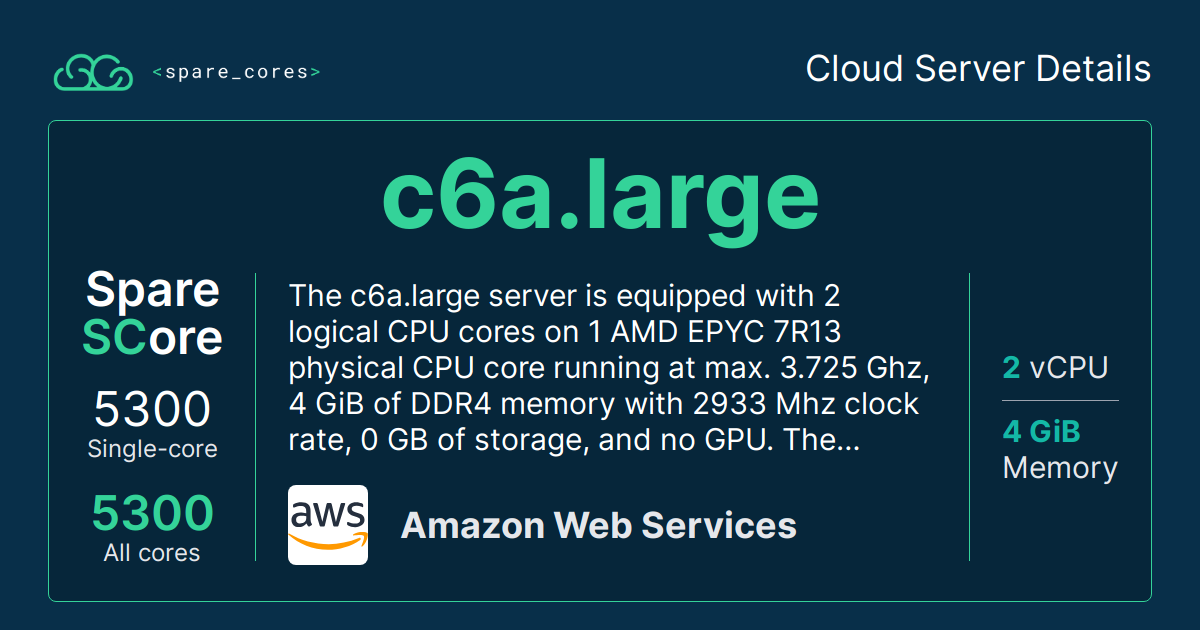 <spare_cores>
Cloud Server Details
c6a.large
Spare
SCore
5300
Single-core
5300
All cores
The c6a.large server is equipped with 2
logical CPU cores on 1 AMD EPYC 7R13
physical CPU core running at max. 3.725 Ghz,
4 GiB of DDR4 memory with 2933 Mhz clock
rate, 0 GB of storage, and no GPU. The...
aws
Amazon Web Services
2 vCPU
4 GiB
Memory